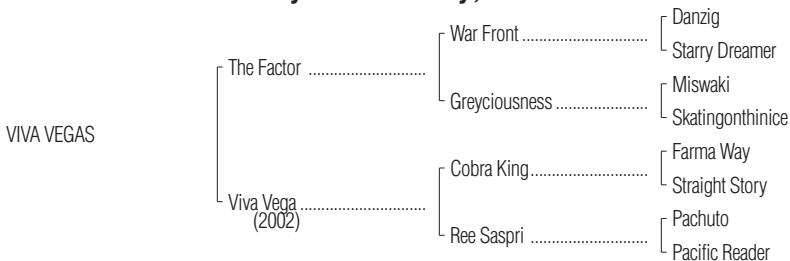 VIVA VEGAS
The Factor
Viva Vega
(2002)
War Front
Greyciousness
Cobra King
Ree Saspri
Danzig
Starry Dreamer
Miswaki
Skatingonthinice
Farma Way
Straight Story
Pachuto
Pacific Reader